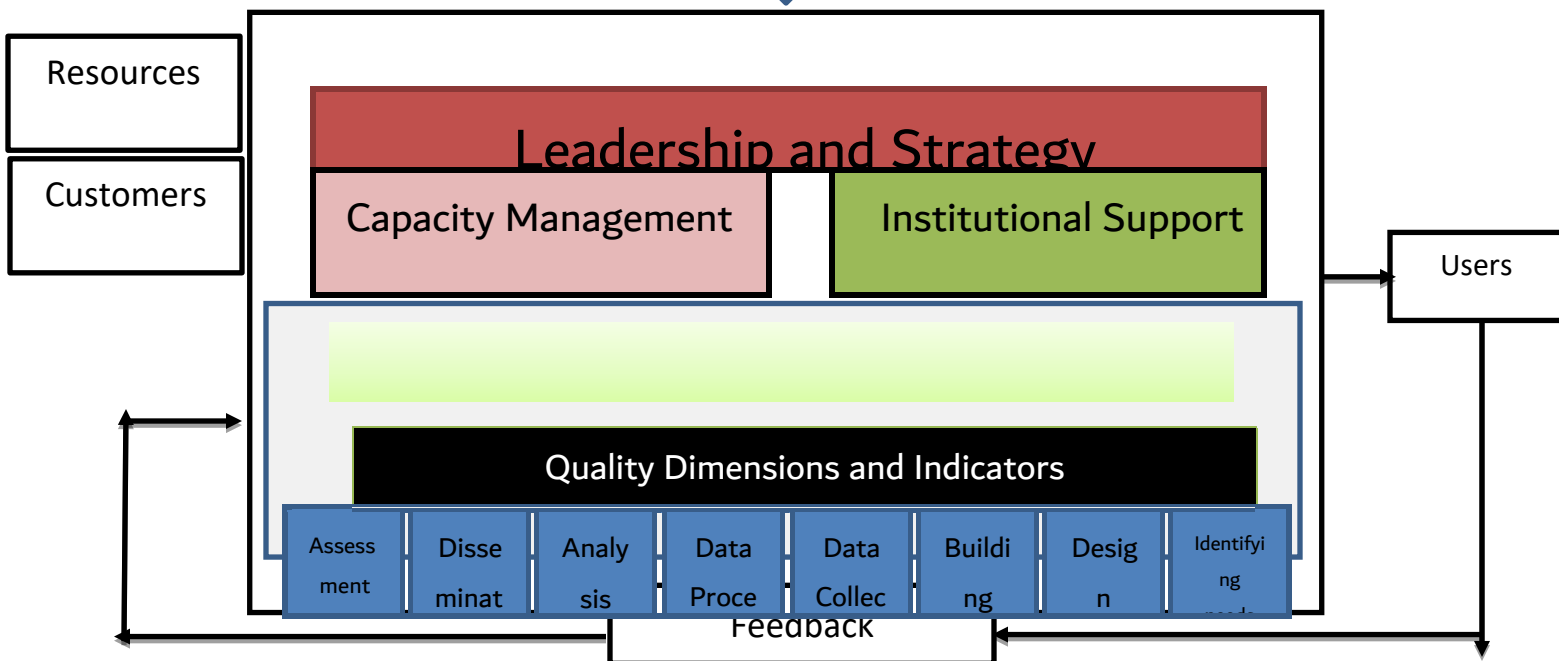 Resources
Customers
Leadership and Strategy
Capacity Management
Institutional Support
Users
Quality Dimensions and Indicators
Assess
ment
Disse
minat
Analy
sis
Data
Proce
Data
Collec
Buildi
ng
Desig
n
Identifyi
ng
Feedback